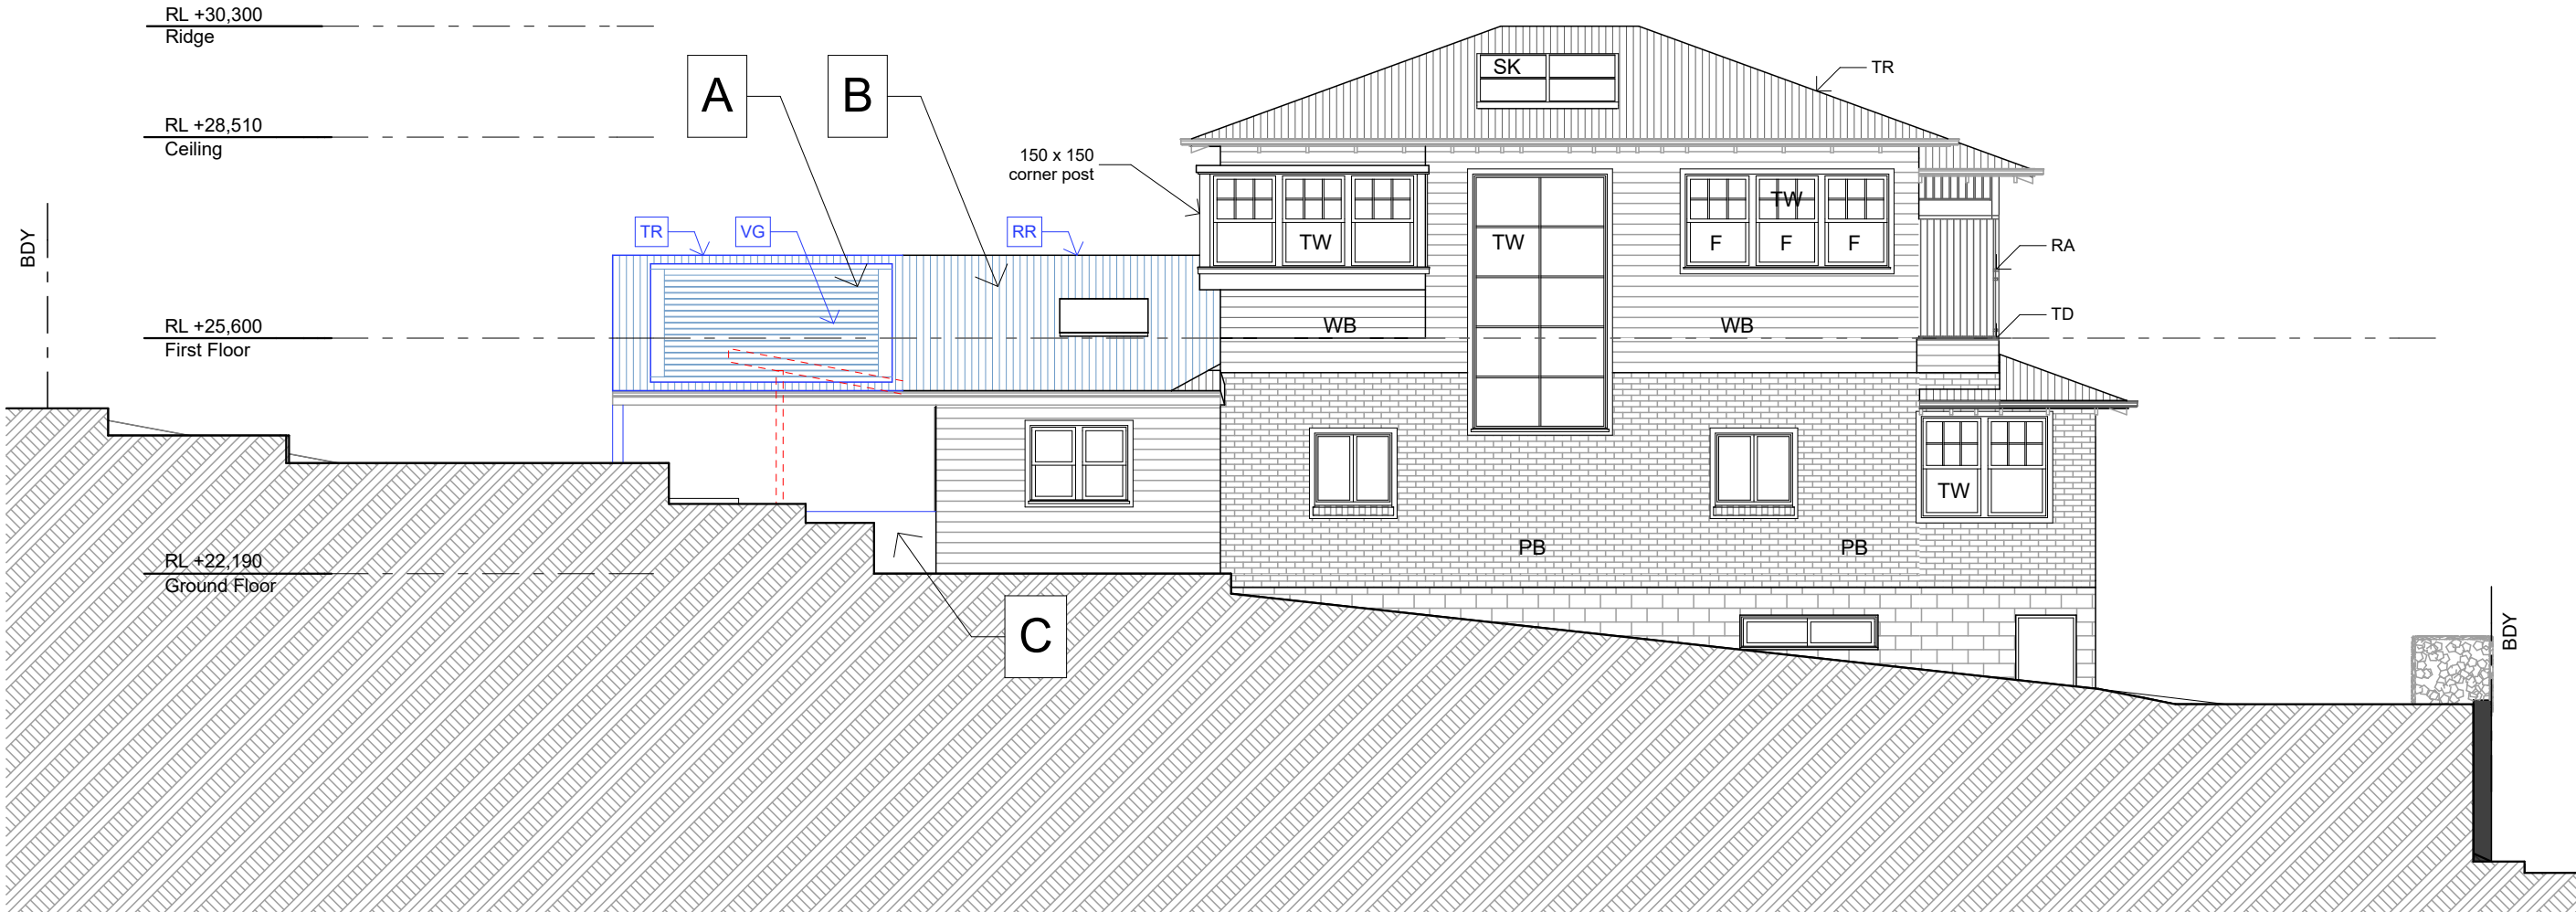 RL +30,300
Ridge
A
B
SK
TR
RL +28,510
Ceiling
150 x 150
corner post
TW
TR
VG
RR
TW
TW
F
F
F
RA
BDY
RL +25,600
First Floor
WB
WB
TD
TW
PB
PB
RL +22,190
Ground Floor
C
BDY